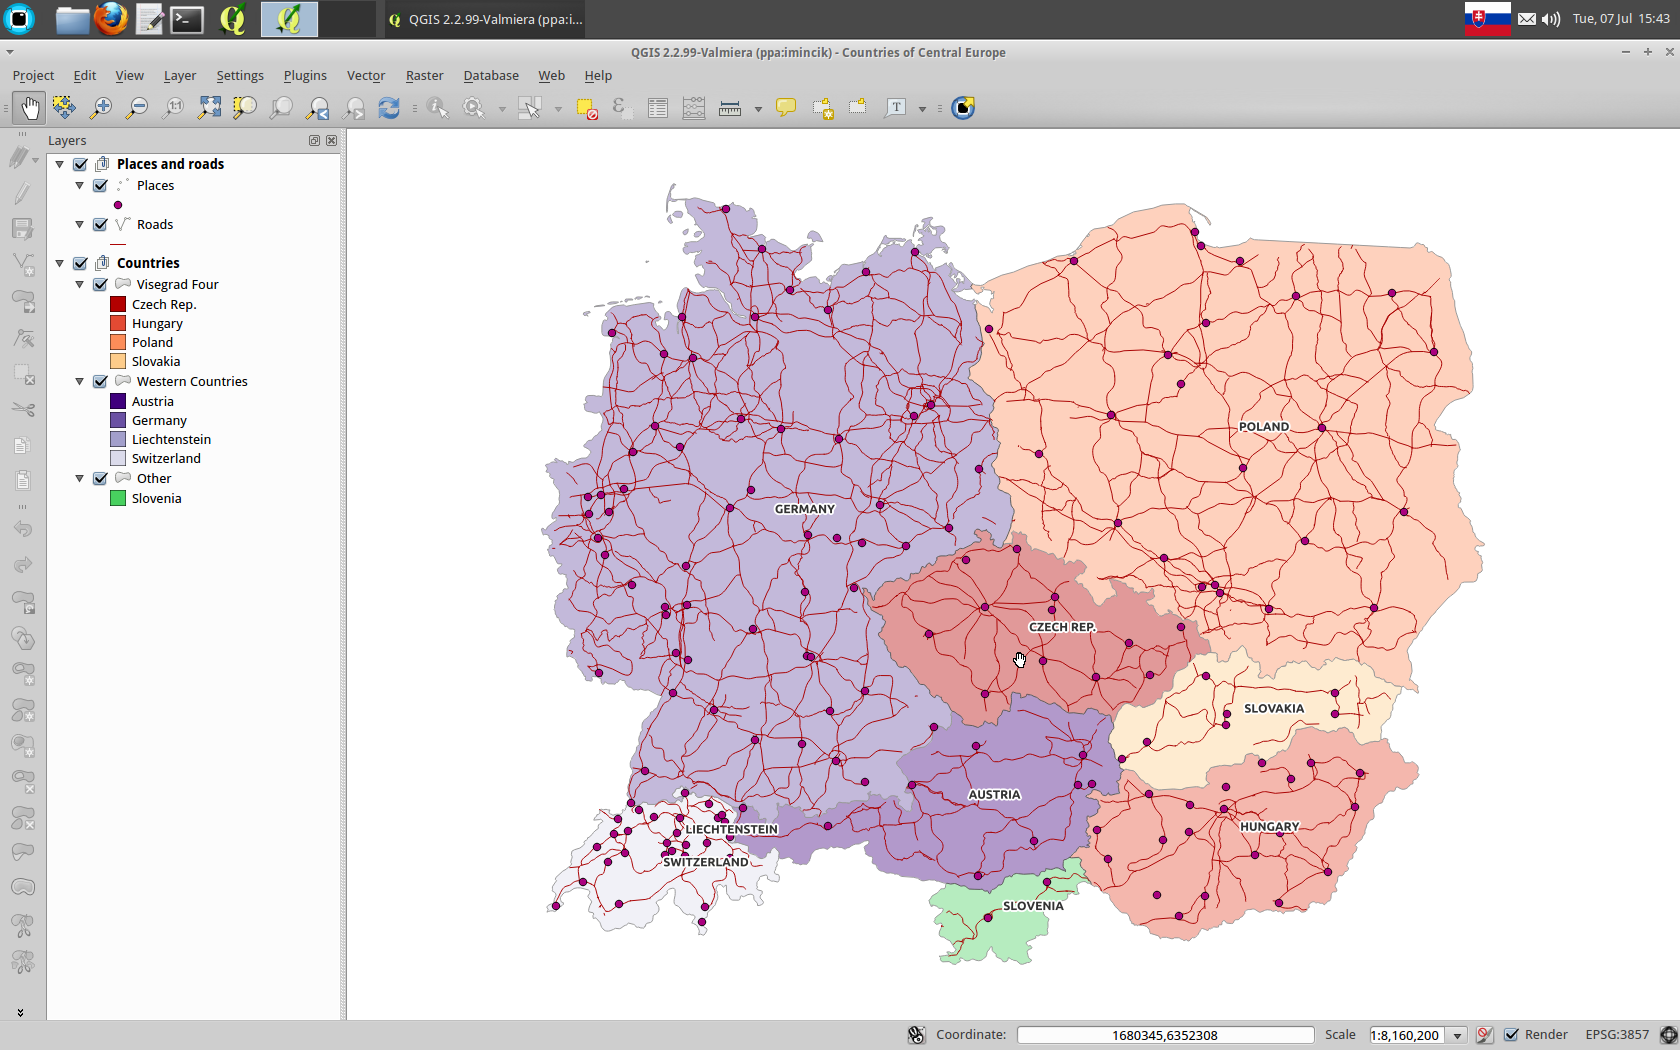 QGIS 2.2.99-Valmiera (ppa:i...
Tue, 07 Jul 15:43
QGIS 2.2.99-Valmiera (ppa:imincik) - Countries of Central Europe
Project Edit View Layer Settings Plugins Vector Raster Database Web Help
1:1
T
Layers
Places and roads
Places
Roads
Countries
Visegrad Four
Czech Rep.
Hungary
Poland
Slovakia
Western Countries
Austria
Germany
Liechtenstein
Switzerland
Other
Slovenia
POLAND
GERMANY
CZECH REP.
SLOVAKIA
AUSTRIA
LIECHTENSTEIN
HUNGARY
SWITZERLAND
SLOVENIA
Coordinate: 1680345,6352308 Scale 1:8,160,200 Render EPSG:3857